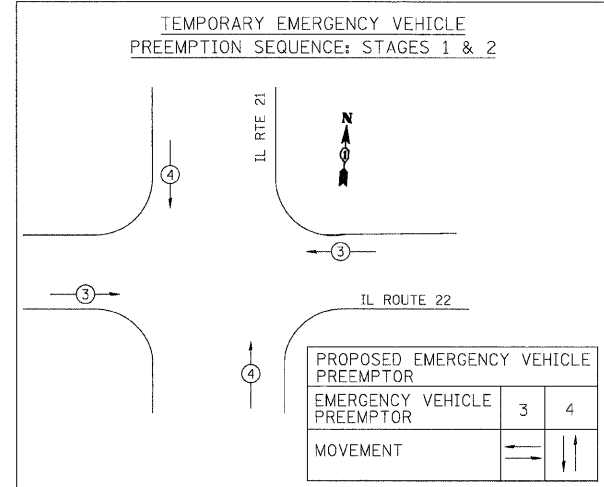 TEMPORARY EMERGENCY VEHICLE
PREEMPTION SEQUENCE: STAGES 1 & 2
IL RTE 21
N
1
4
3
3
IL ROUTE 22
4
PROPOSED EMERGENCY VEHICLE
PREEMPTOR
EMERGENCY VEHICLE
PREEMPTOR
3
4
MOVEMENT